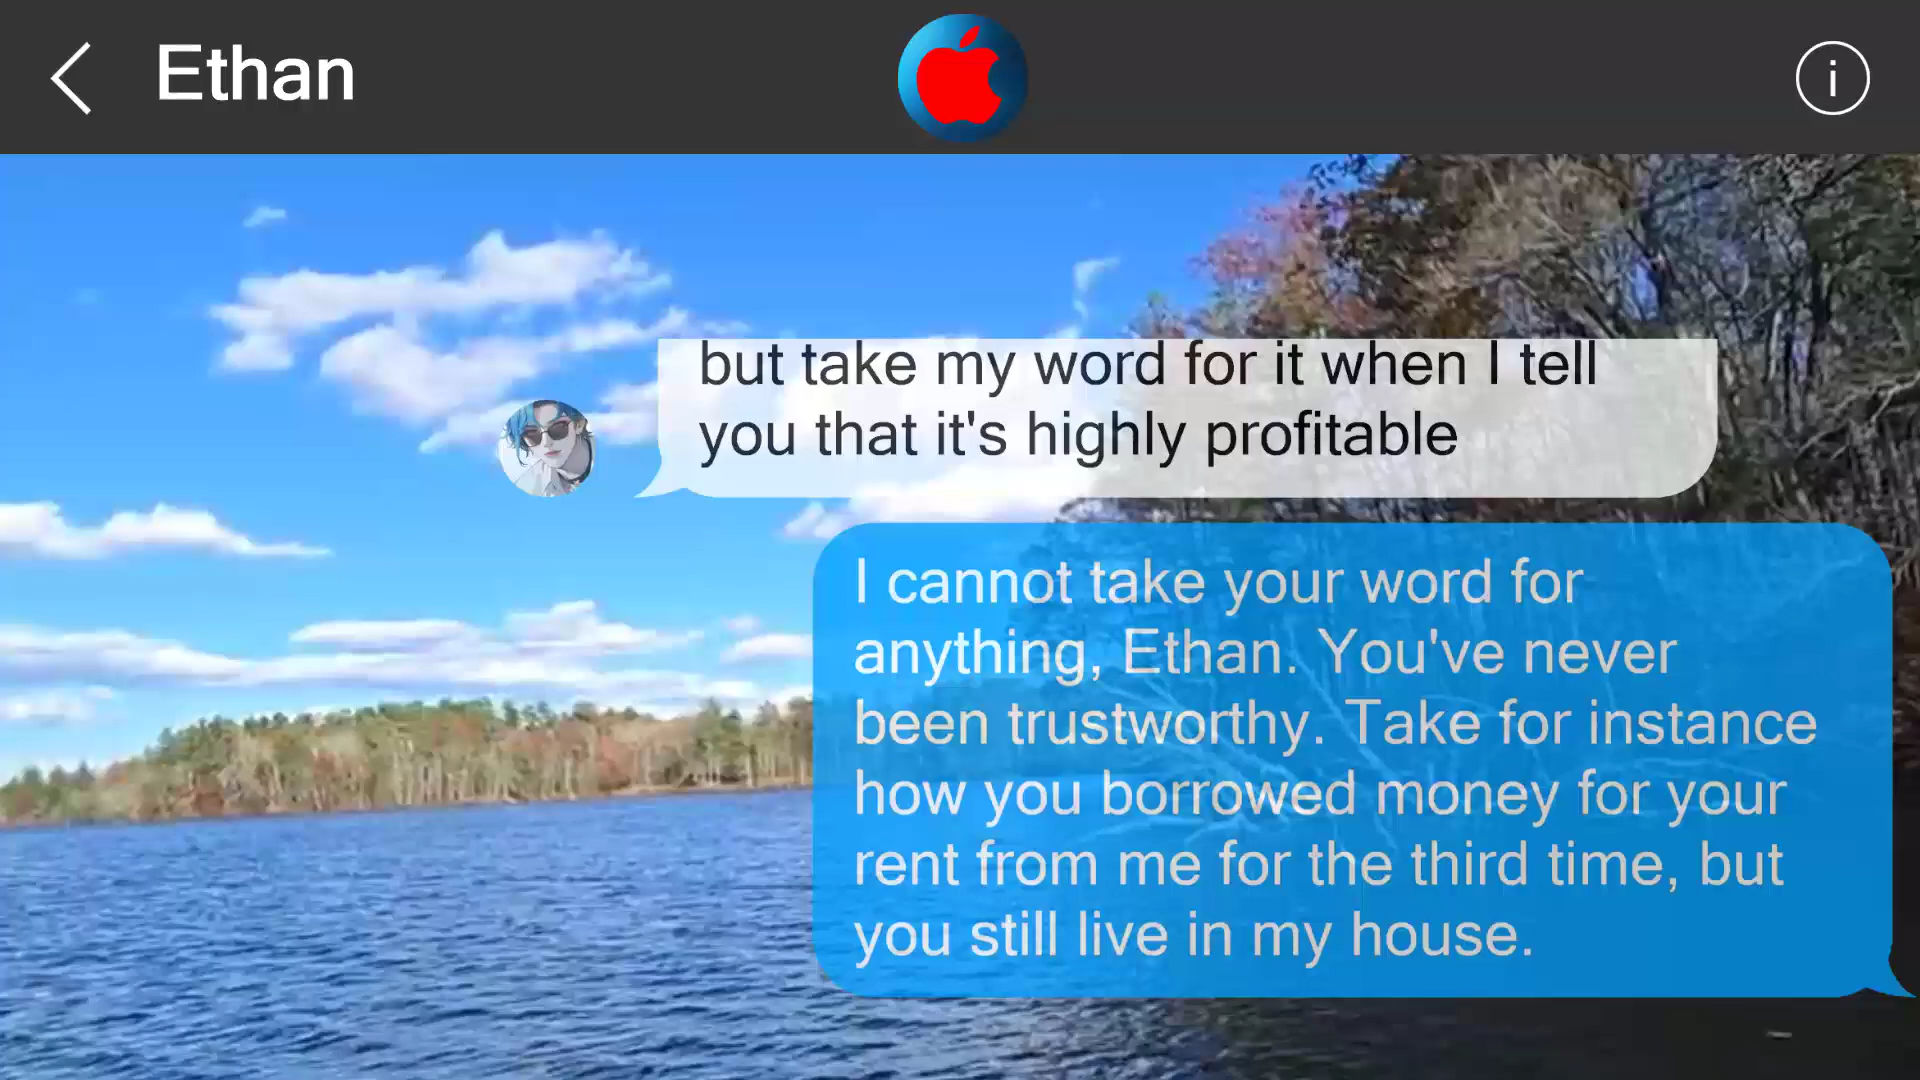 Ethan
i
but take my word for it when I tell
you that it's highly profitable
I cannot take your word for
anything, Ethan. You've never
been trustworthy. Take for instance
how you borrowed money for your
rent from me for the third time, but
you still live in my house.